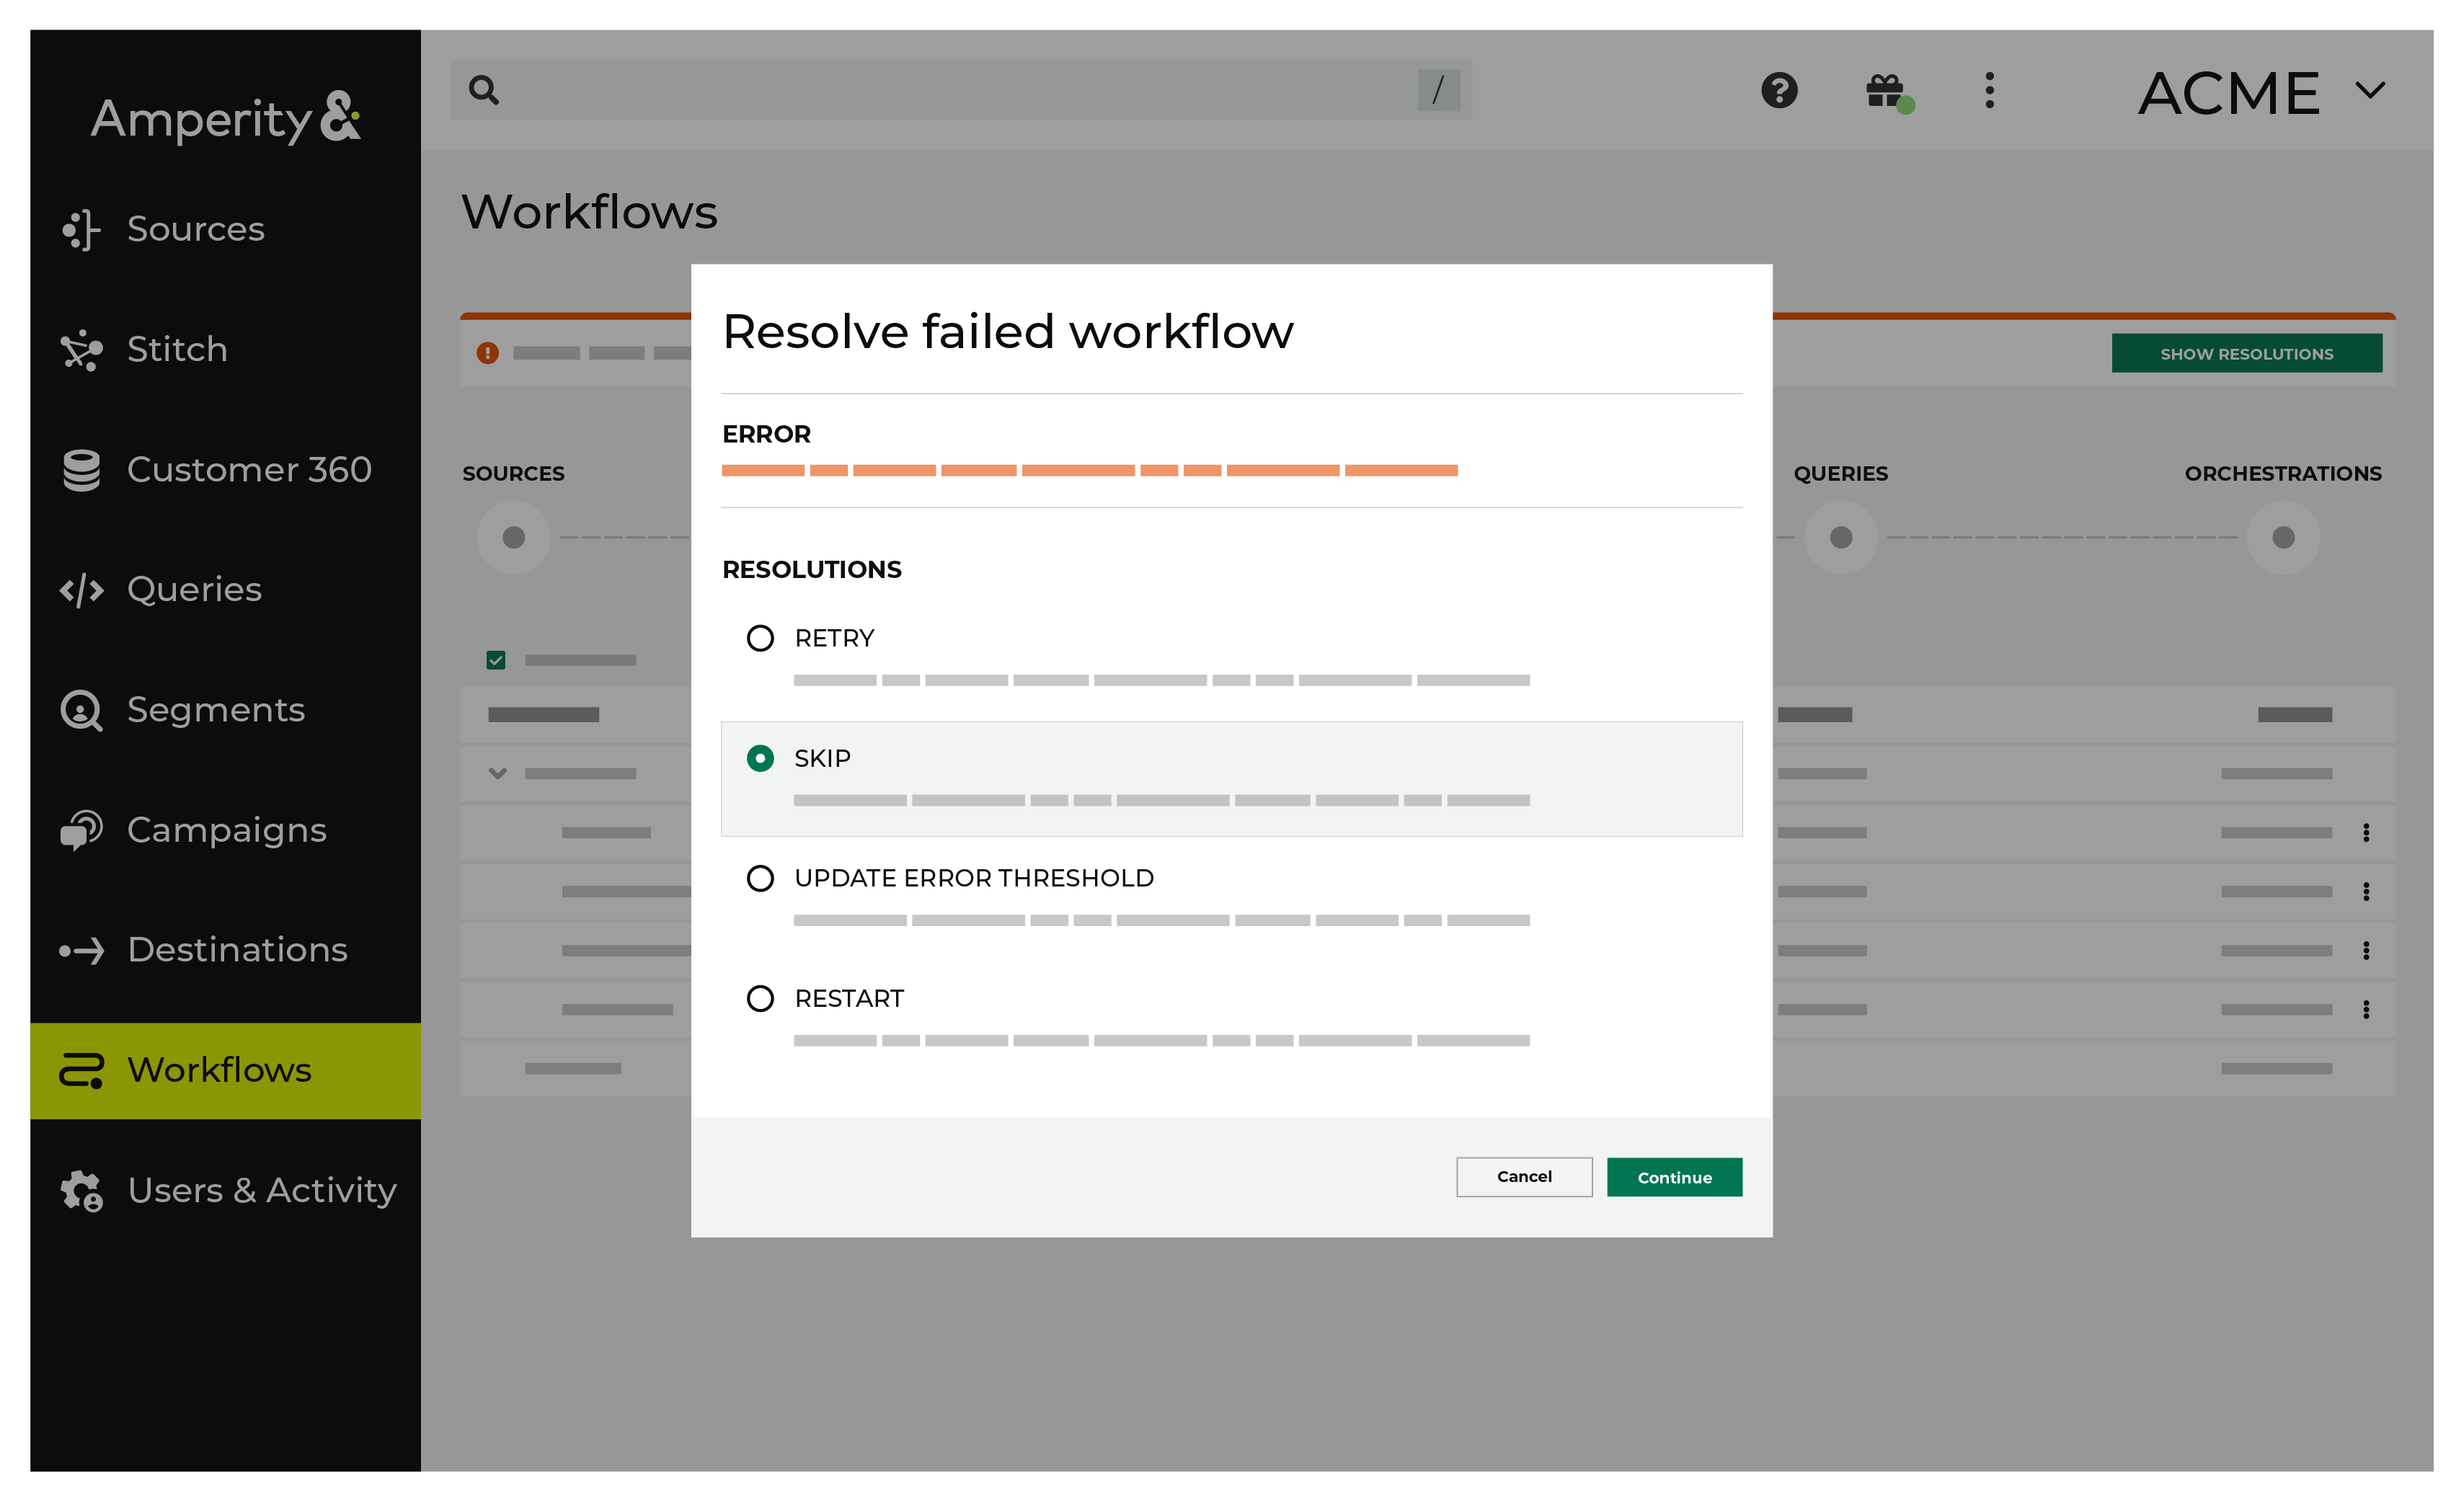 Amperity&
/
ACME
Sources
Stitch
Customer 360
Queries
Segments
Campaigns
Destinations
Workflows
Users & Activity
Workflows
SHOW RESOLUTIONS
SOURCES
QUERIES
ORCHESTRATIONS
Resolve failed workflow
ERROR
RESOLUTIONS
RETRY
SKIP
UPDATE ERROR THRESHOLD
RESTART
Cancel
Continue